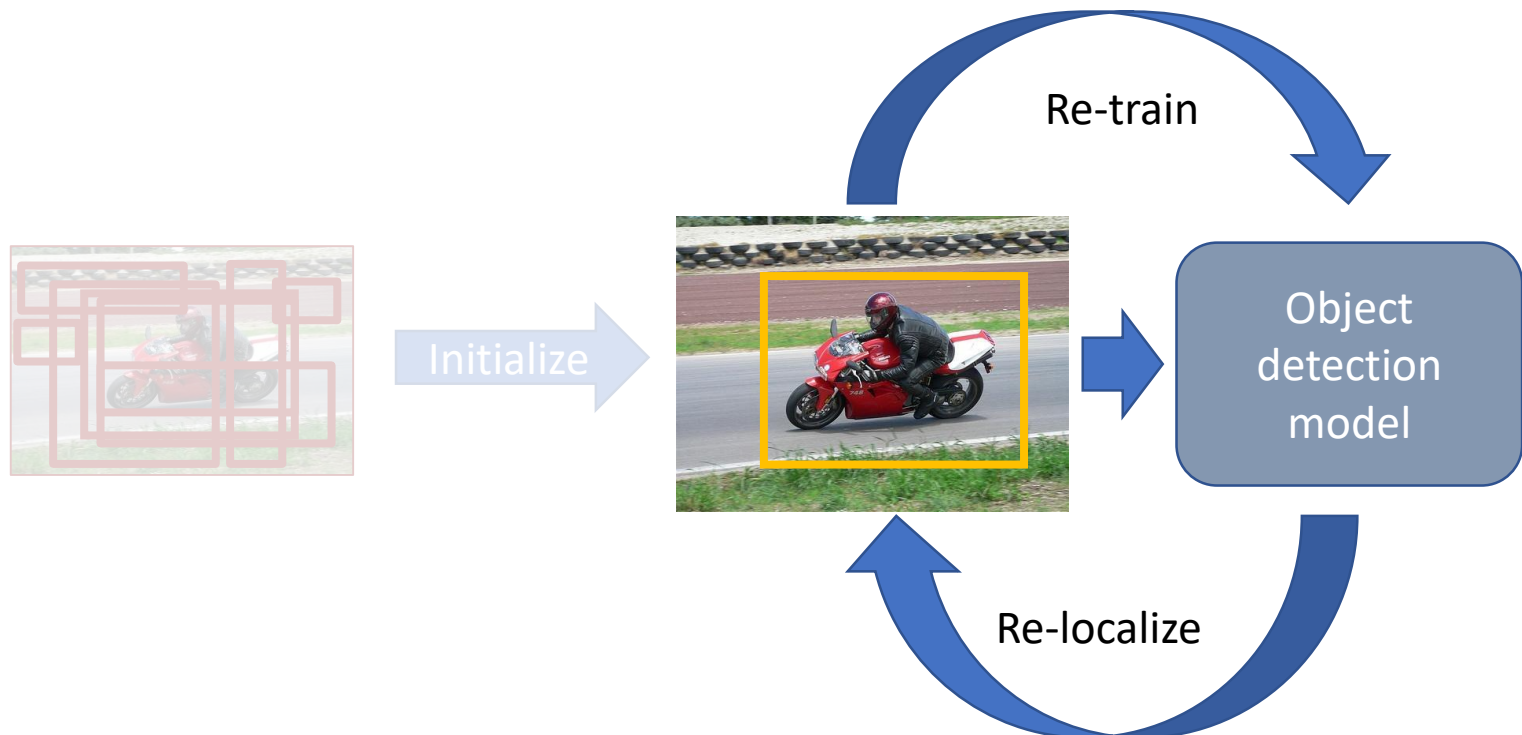 Re-train
Initialize
Object
detection
model
Re-localize